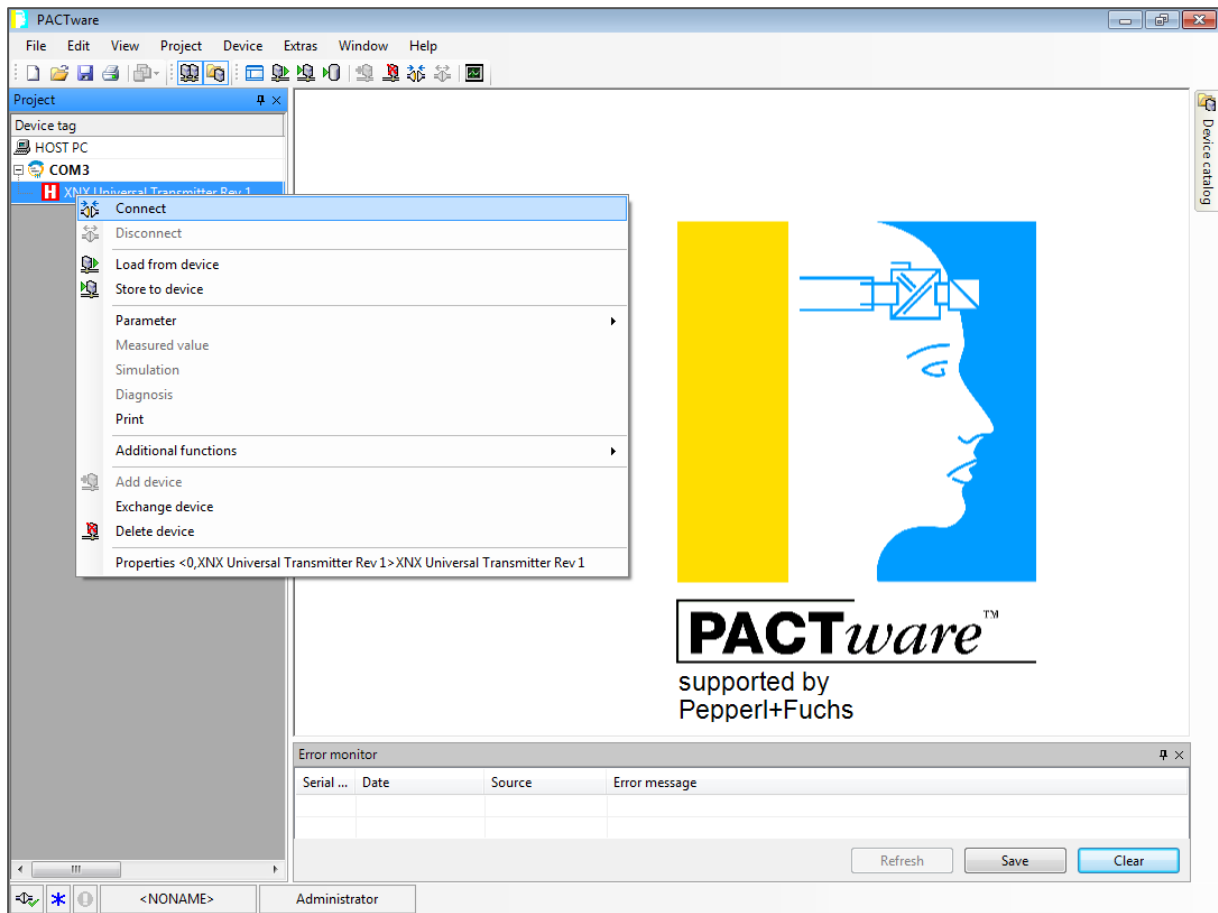 PACTware
File Edit View Project Device Extras Window Help
Project
Device tag
HOST PC
COM3
H XNX Universal Transmitter Rev 1
Connect
Disconnect
Load from device
Store to device
Parameter
Measured value
Simulation
Diagnosis
Print
Additional functions
Add device
Exchange device
Delete device
Properties <0,XNX Universal Transmitter Rev 1>XNX Universal Transmitter Rev 1
Device catalog
PACTware™
supported by
Pepperl+Fuchs
Error monitor
Serial ... Date Source Error message
Refresh Save Clear
<NONAME> Administrator